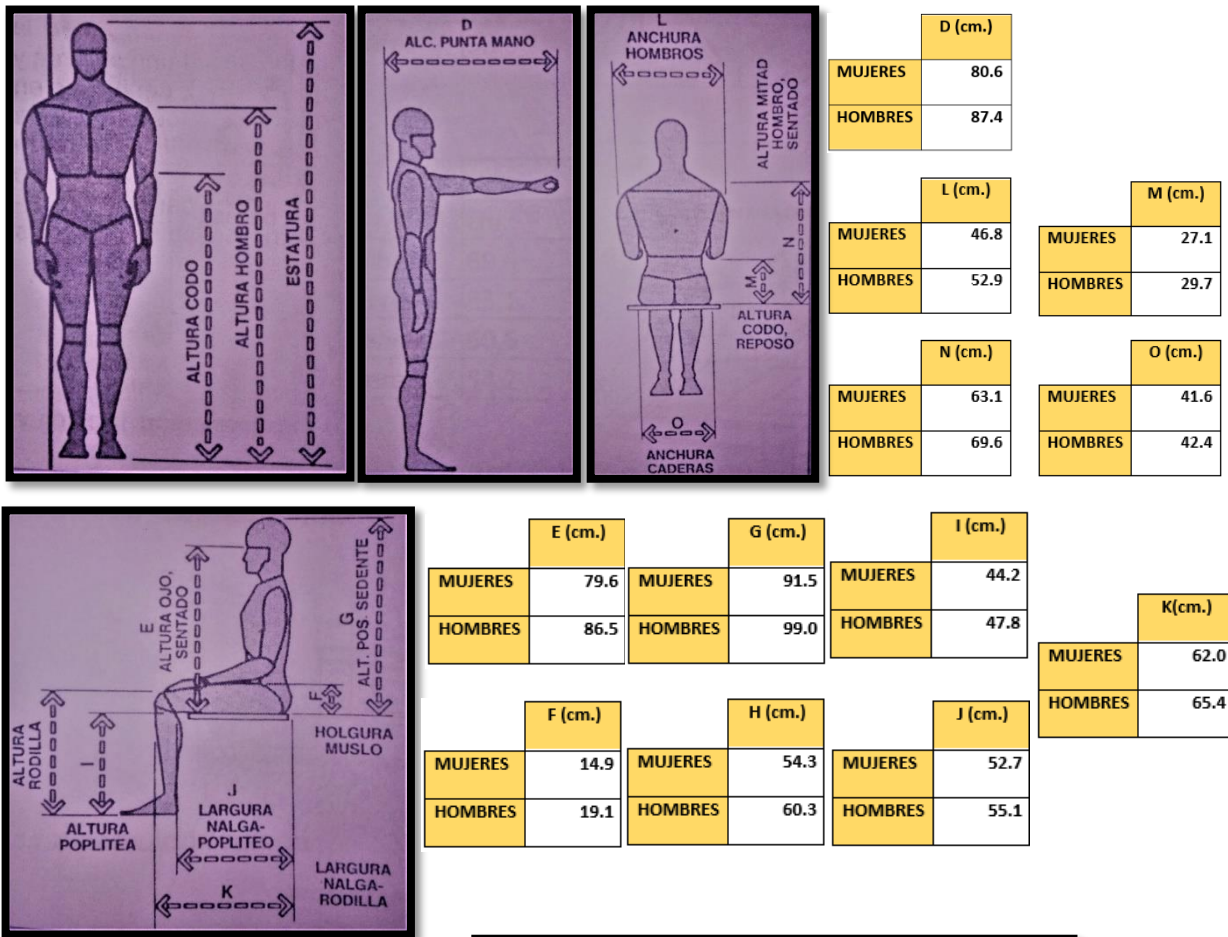 ALTURA CODO
ALTURA HOMBRO
ESTATURA
D
ALC. PUNTA MANO
L
ANCHURA
HOMBROS
ALTURA MITAD
HOMBRO,
SENTADO
N
M
ALTURA
CODO,
REPOSO
O
ANCHURA
CADERAS
D (cm.)
MUJERES 80.6
HOMBRES 87.4
L (cm.)
MUJERES 46.8
HOMBRES 52.9
M (cm.)
MUJERES 27.1
HOMBRES 29.7
N (cm.)
MUJERES 63.1
HOMBRES 69.6
O (cm.)
MUJERES 41.6
HOMBRES 42.4
E
ALTURA OJO,
SENTADO
G
ALT. POS. SEDENTE
F
HOLGURA
MUSLO
ALTURA
RODILLA
I
ALTURA
POPLITEA
J
LARGURA
NALGA-
POPLITEO
K
LARGURA
NALGA-
RODILLA
E (cm.)
MUJERES 79.6
HOMBRES 86.5
G (cm.)
MUJERES 91.5
HOMBRES 99.0
I (cm.)
MUJERES 44.2
HOMBRES 47.8
K(cm.)
MUJERES 62.0
HOMBRES 65.4
F (cm.)
MUJERES 14.9
HOMBRES 19.1
H (cm.)
MUJERES 54.3
HOMBRES 60.3
J (cm.)
MUJERES 52.7
HOMBRES 55.1